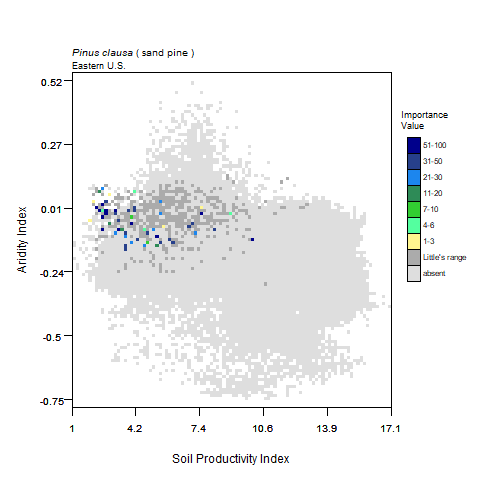 Pinus clausa ( sand pine )
Eastern U.S.
0.52
0.27
0.01
-0.24
-0.5
-0.75
Aridity Index
1 4.2 7.4 10.6 13.9 17.1
Soil Productivity Index
Importance
Value
51-100
31-50
21-30
11-20
7-10
4-6
1-3
Little's range
absent